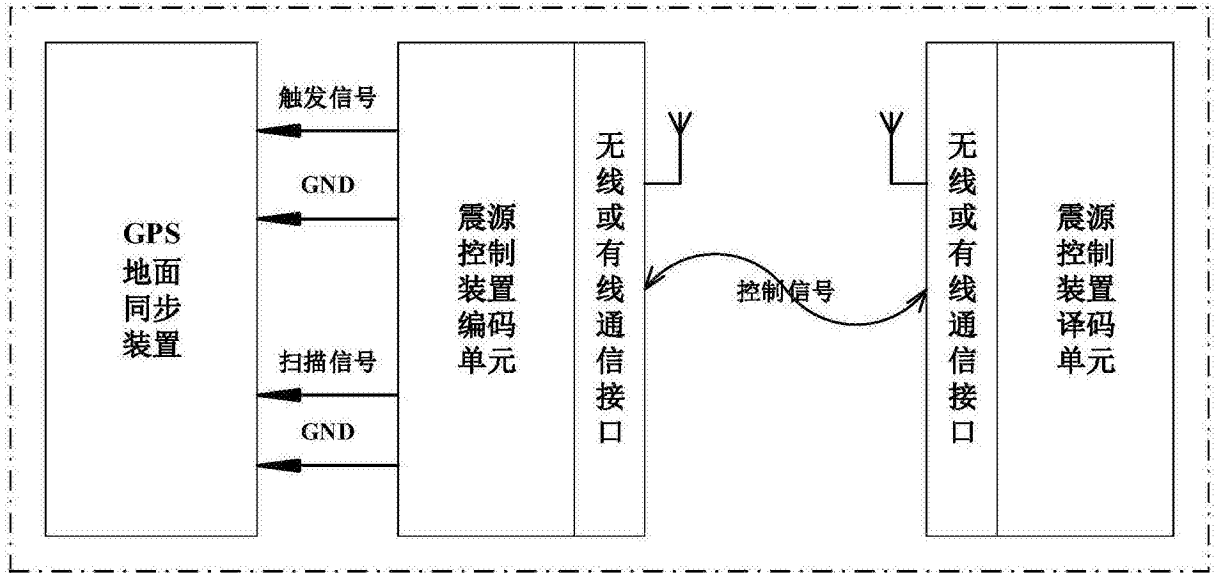 触发信号
GND
GPS
地面
同步
装置
扫描信号
GND
震源
控制
装置
编码
单元
无线或有线通信接口
控制信号
无线或有线通信接口
震源
控制
装置
译码
单元